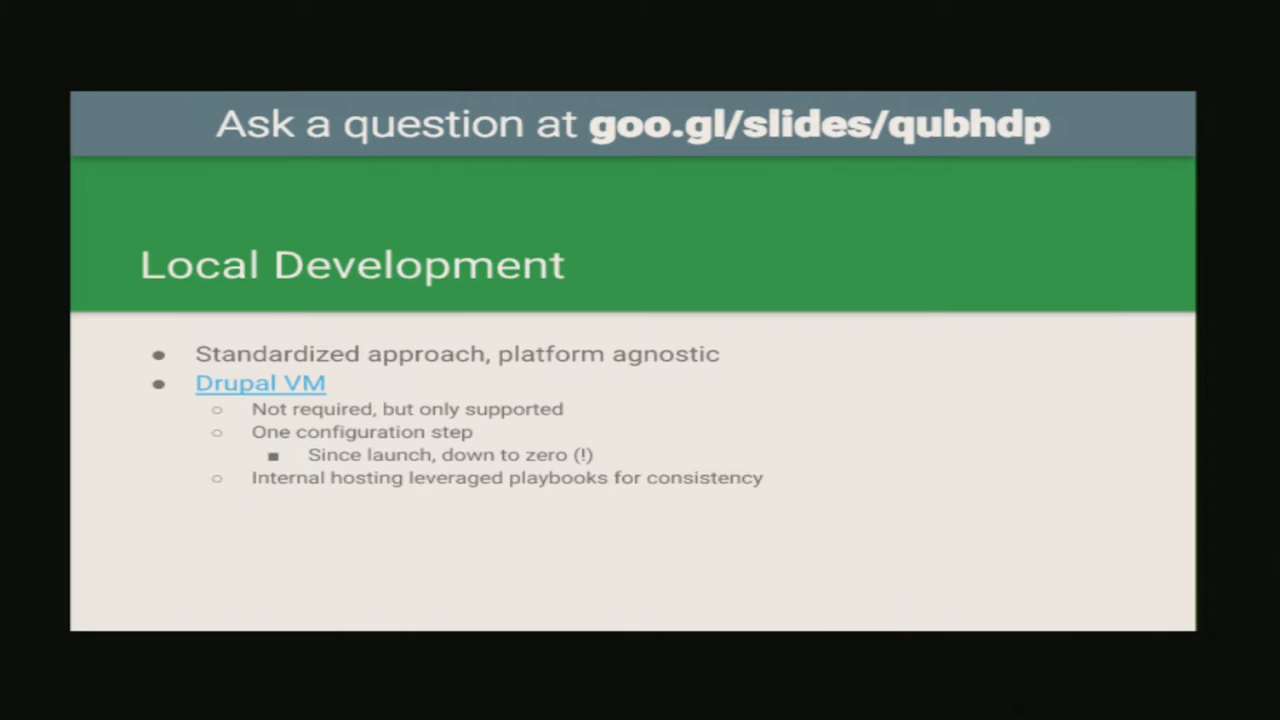 Ask a question at goo.gl/slides/qubhdp
Local Development
Standardized approach, platform agnostic
Drupal VM
Not required, but only supported
One configuration step
Since launch, down to zero (!)
Internal hosting leveraged playbooks for consistency